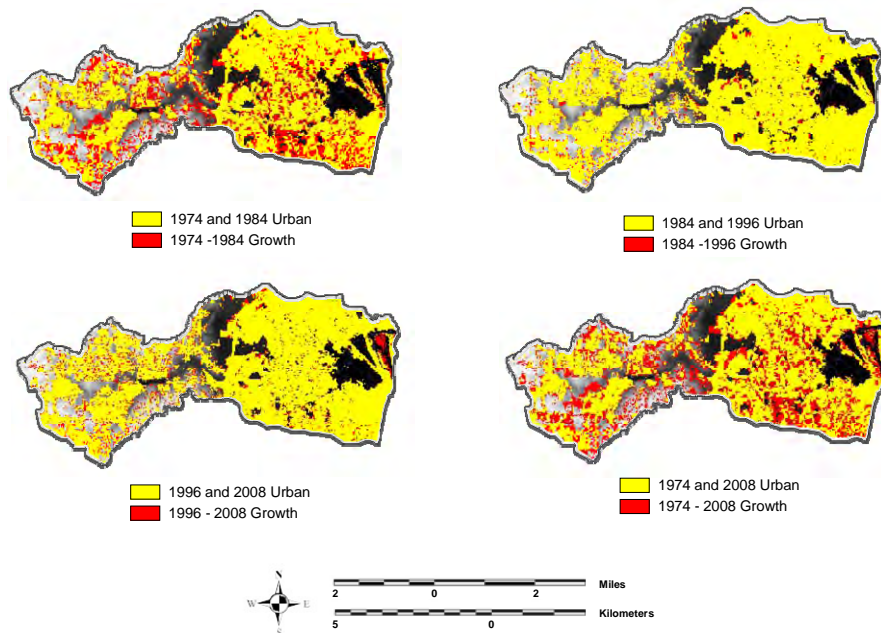 1974 and 1984 Urban
1974 -1984 Growth
1984 and 1996 Urban
1984 -1996 Growth
1996 and 2008 Urban
1996 - 2008 Growth
1974 and 2008 Urban
1974 - 2008 Growth
N
W E
S
Miles
2 0 2
Kilometers
5 0